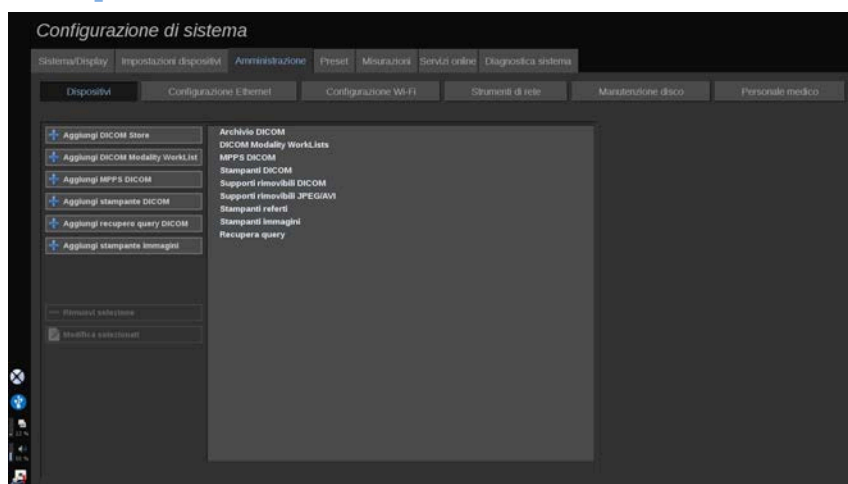 Configurazione di sistema
Sistema/Display Impostazioni dispositivi Amministrazione Preset Misurazioni Servizi online Diagnostica sistema
Dispositivi Configurazione Ethernet Configurazione Wi-Fi Strumenti di rete Manutenzione disco Personale medico
Aggiungi DICOM Store
Aggiungi DICOM Modality WorkList
Aggiungi MPPS DICOM
Aggiungi stampante DICOM
Aggiungi recupero query DICOM
Aggiungi stampante immagini
Rimuovi selezione
Modifica selezionati
Archivio DICOM
DICOM Modality WorkLists
MPPS DICOM
Stampanti DICOM
Supporti rimovibili DICOM
Supporti rimovibili JPEG/AVI
Stampanti referti
Stampanti immagini
Recupera query